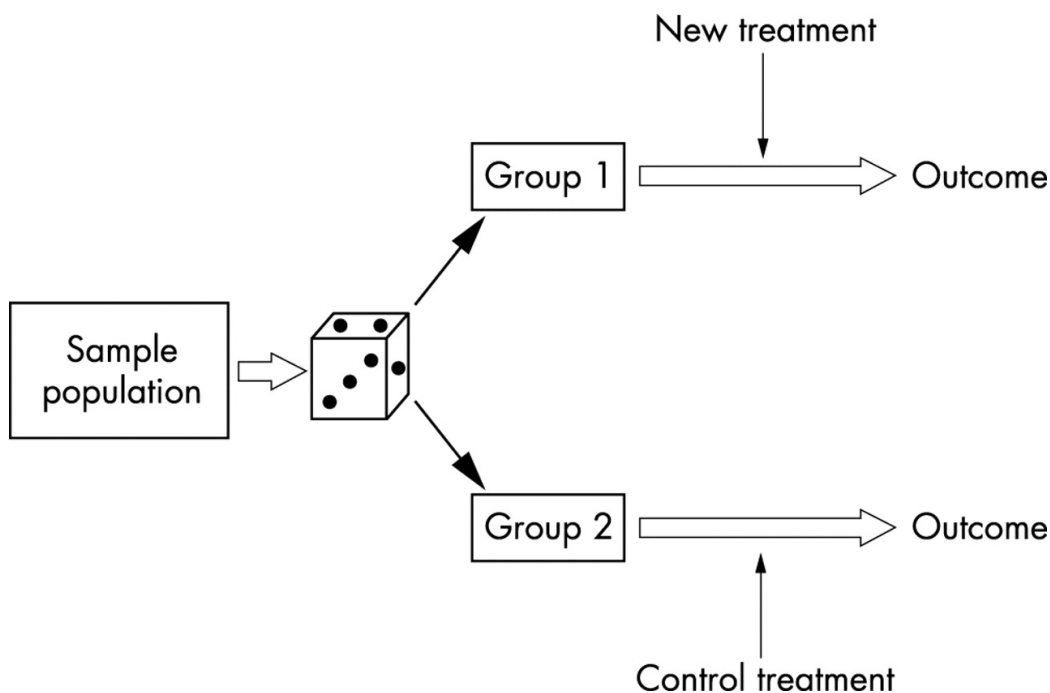 New treatment
Group 1
Outcome
Sample
population
Group 2
Outcome
Control treatment